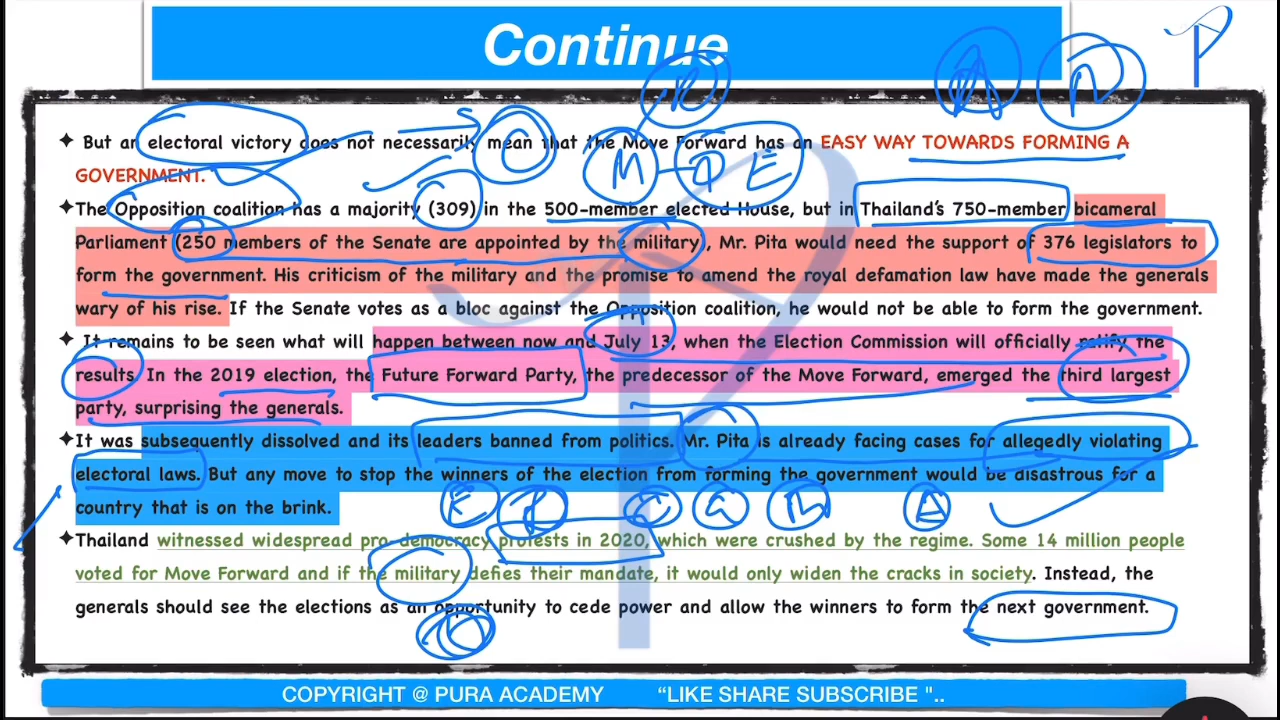 Continue
✦ But an electoral victory does not necessarily mean that the Move Forward has an EASY WAY TOWARDS FORMING A
GOVERNMENT.
✦The Opposition coalition has a majority (309) in the 500-member elected House, but in Thailand's 750-member bicameral
Parliament (250 members of the Senate are appointed by the military), Mr. Pita would need the support of 376 legislators to
form the government. His criticism of the military and the promise to amend the royal defamation law have made the generals
wary of his rise. If the Senate votes as a bloc against the Opposition coalition, he would not be able to form the government.
✦ It remains to be seen what will happen between now and July 13, when the Election Commission will officially ratify the
results. In the 2019 election, the Future Forward Party, the predecessor of the Move Forward, emerged the third largest
party, surprising the generals.
✦It was subsequently dissolved and its leaders banned from politics. Mr. Pita is already facing cases for allegedly violating
electoral laws. But any move to stop the winners of the election from forming the government would be disastrous for a
country that is on the brink.
✦Thailand witnessed widespread pro-democracy protests in 2020, which were crushed by the regime. Some 14 million people
voted for Move Forward and if the military defies their mandate, it would only widen the cracks in society. Instead, the
generals should see the elections as an opportunity to cede power and allow the winners to form the next government.
COPYRIGHT @ PURA ACADEMY "LIKE SHARE SUBSCRIBE "..